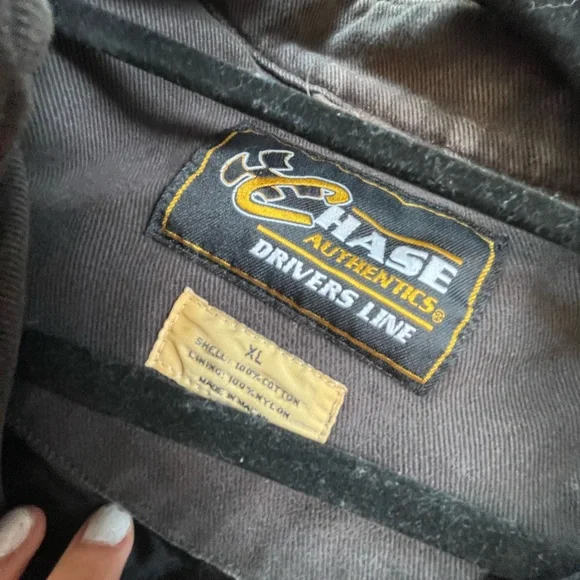 CHASE
AUTHENTICS®
DRIVERS LINE
XL
SHELL: 100% COTTON
LINING: 100% NYLON
MADE IN